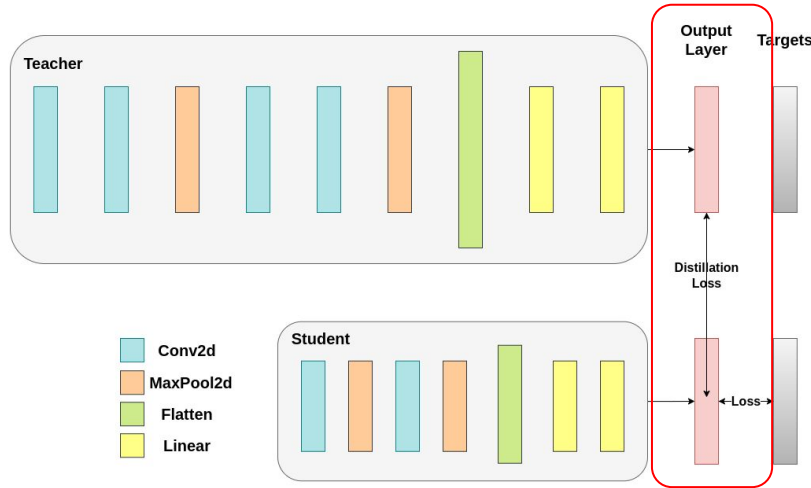 Teacher
Output
Layer
Targets
Distillation
Loss
Student
Loss
Conv2d
MaxPool2d
Flatten
Linear